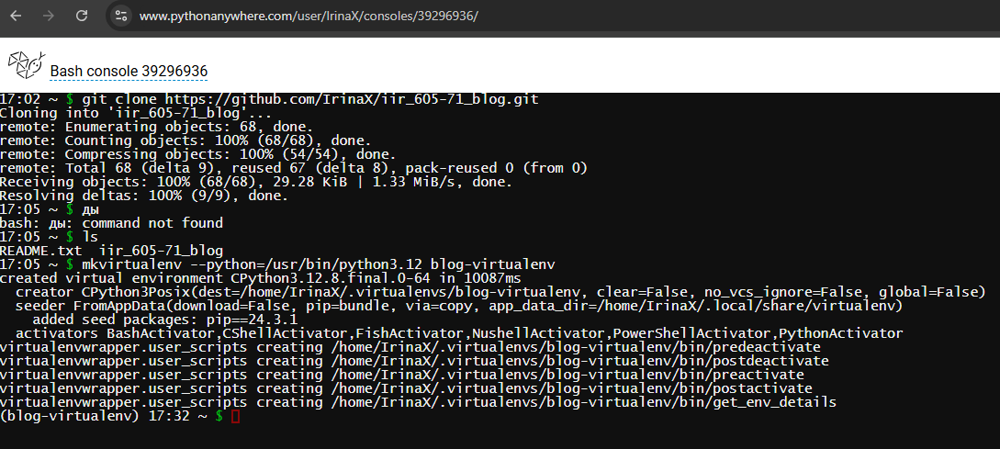 www.pythonanywhere.com/user/IrinaX/consoles/39296936/
Bash console 39296936
17:02 ~ $ git clone https://github.com/IrinaX/iir_605-71_blog.git
Cloning into 'iir_605-71_blog'...
remote: Enumerating objects: 68, done.
remote: Counting objects: 100% (68/68), done.
remote: Compressing objects: 100% (54/54), done.
remote: Total 68 (delta 9), reused 67 (delta 8), pack-reused 0 (from 0)
Receiving objects: 100% (68/68), 29.28 KiB | 1.33 MiB/s, done.
Resolving deltas: 100% (9/9), done.
17:05 ~ $ ды
bash: ды: command not found
17:05 ~ $ ls
README.txt  iir_605-71_blog
17:05 ~ $ mkvirtualenv --python=/usr/bin/python3.12 blog-virtualenv
created virtual environment CPython3.12.8.final.0-64 in 10087ms
  creator CPython3Posix(dest=/home/IrinaX/.virtualenvs/blog-virtualenv, clear=False, no_vcs_ignore=False, global=False)
  seeder FromAppData(download=False, pip=bundle, via=copy, app_data_dir=/home/IrinaX/.local/share/virtualenv)
    added seed packages: pip==24.3.1
  activators BashActivator,CShellActivator,FishActivator,NushellActivator,PowerShellActivator,PythonActivator
virtualenvwrapper.user_scripts creating /home/IrinaX/.virtualenvs/blog-virtualenv/bin/predeactivate
virtualenvwrapper.user_scripts creating /home/IrinaX/.virtualenvs/blog-virtualenv/bin/postdeactivate
virtualenvwrapper.user_scripts creating /home/IrinaX/.virtualenvs/blog-virtualenv/bin/preactivate
virtualenvwrapper.user_scripts creating /home/IrinaX/.virtualenvs/blog-virtualenv/bin/postactivate
virtualenvwrapper.user_scripts creating /home/IrinaX/.virtualenvs/blog-virtualenv/bin/get_env_details
(blog-virtualenv) 17:32 ~ $